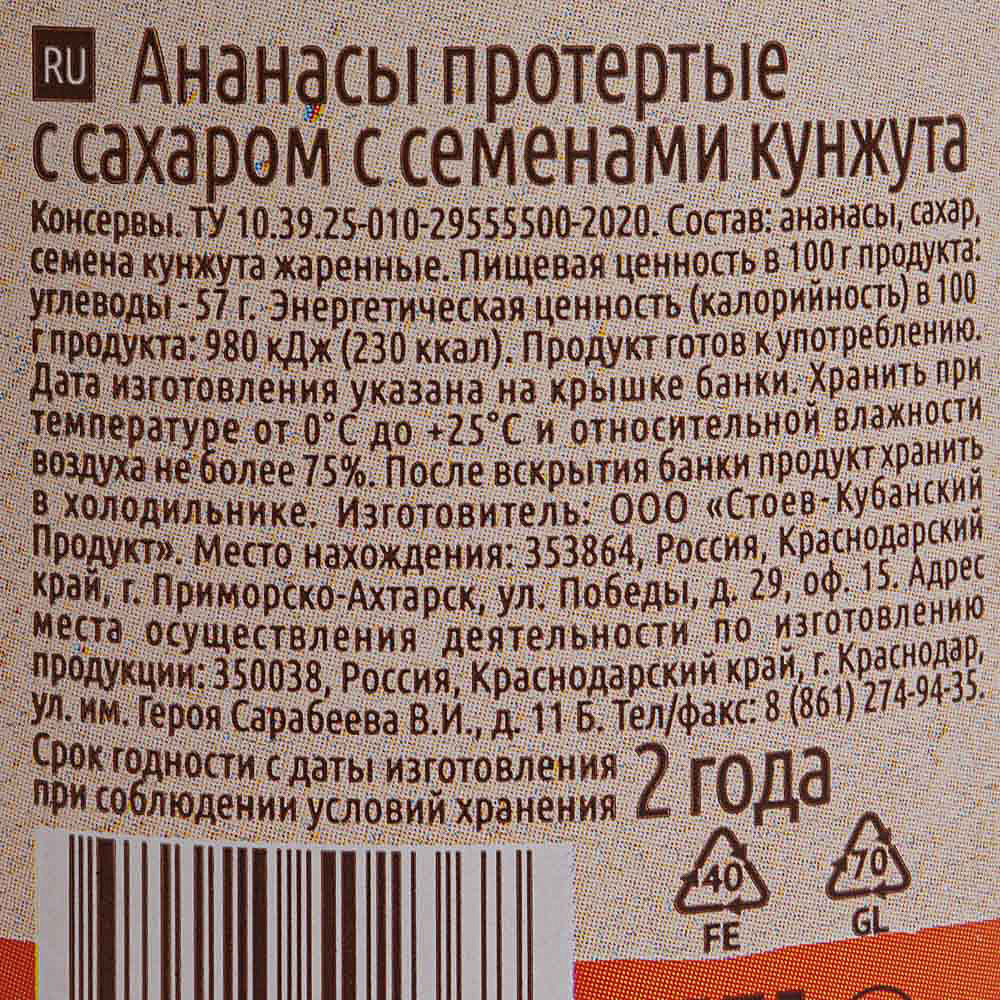 RU Ананасы протертые
с сахаром с семенами кунжута
Консервы. ТУ 10.39.25-010-29555500-2020. Состав: ананасы, сахар,
семена кунжута жаренные. Пищевая ценность в 100 г продукта:
углеводы - 57 г. Энергетическая ценность (калорийность) в 100
г продукта: 980 кДж (230 ккал). Продукт готов к употреблению.
Дата изготовления указана на крышке банки. Хранить при
температуре от 0°С до +25°С и относительной влажности
воздуха не более 75%. После вскрытия банки продукт хранить
в холодильнике. Изготовитель: ООО «Стоев-Кубанский
Продукт». Место нахождения: 353864, Россия, Краснодарский
край, г. Приморско-Ахтарск, ул. Победы, д. 29, оф. 15. Адрес
места осуществления деятельности по изготовлению
продукции: 350038, Россия, Краснодарский край, г. Краснодар,
ул. им. Героя Сарабеева В.И., д. 11 Б. Тел/факс: 8 (861) 274-94-35.
Срок годности с даты изготовления
при соблюдении условий хранения
2 года
40
FE
70
GL